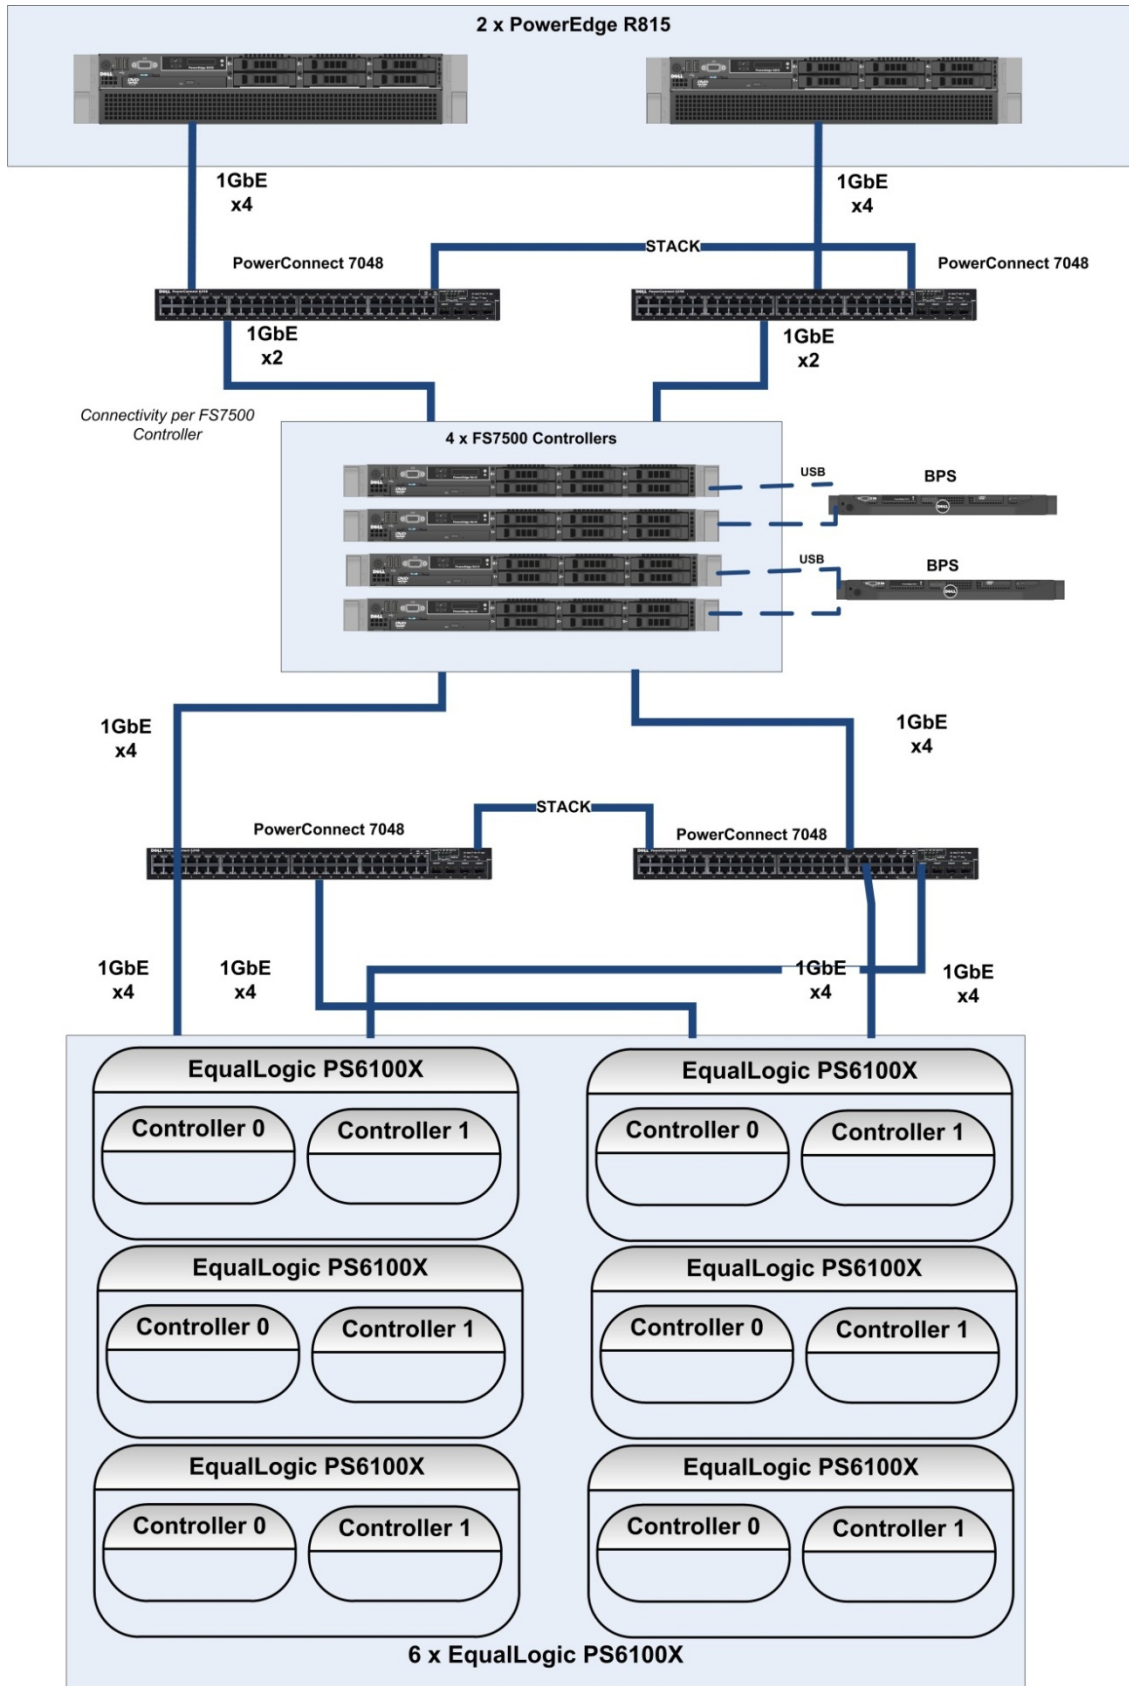 2 x PowerEdge R815
1GbE
x4
1GbE
x4
STACK
PowerConnect 7048
PowerConnect 7048
1GbE
x2
1GbE
x2
Connectivity per FS7500
Controller
4 x FS7500 Controllers
USB
BPS
USB
BPS
1GbE
x4
1GbE
x4
STACK
PowerConnect 7048
PowerConnect 7048
1GbE
x4
1GbE
x4
1GbE
x4
1GbE
x4
EqualLogic PS6100X
EqualLogic PS6100X
Controller 0
Controller 1
Controller 0
Controller 1
EqualLogic PS6100X
EqualLogic PS6100X
Controller 0
Controller 1
Controller 0
Controller 1
EqualLogic PS6100X
EqualLogic PS6100X
Controller 0
Controller 1
Controller 0
Controller 1
6 x EqualLogic PS6100X